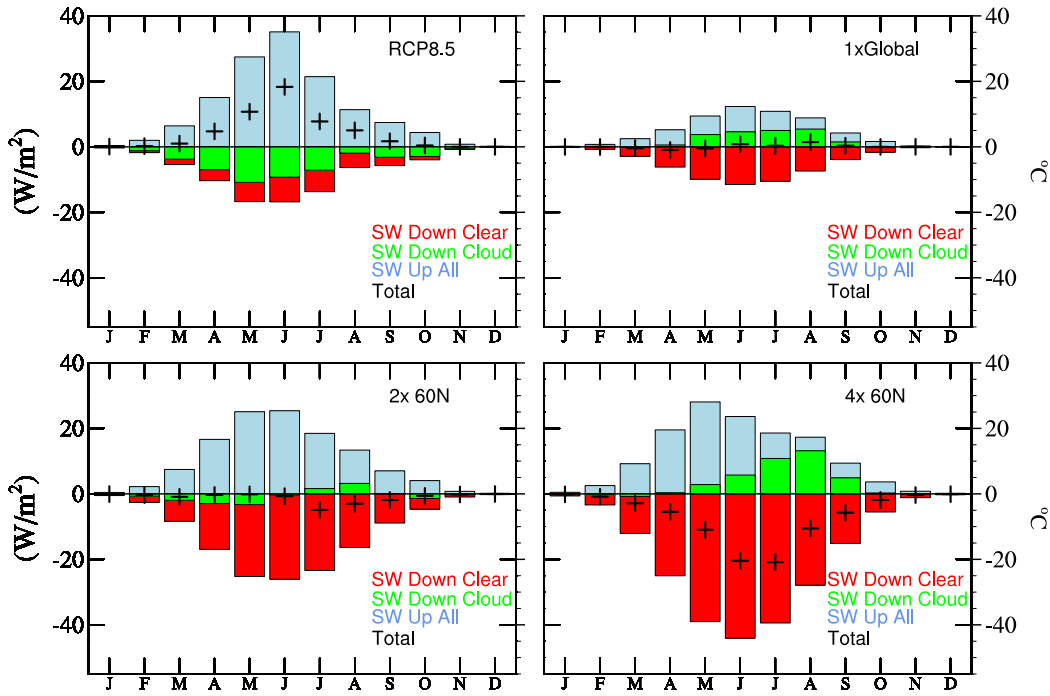 40
20
0
-20
-40
(W/m²)
RCP8.5
SW Down Clear
SW Down Cloud
SW Up All
Total
J F M A M J J A S O N D
1xGlobal
SW Down Clear
SW Down Cloud
SW Up All
Total
J F M A M J J A S O N D
40
20
0
-20
-40
°C
40
20
0
-20
-40
(W/m²)
2x 60N
SW Down Clear
SW Down Cloud
SW Up All
Total
J F M A M J J A S O N D
4x 60N
SW Down Clear
SW Down Cloud
SW Up All
Total
J F M A M J J A S O N D
40
20
0
-20
-40
°C